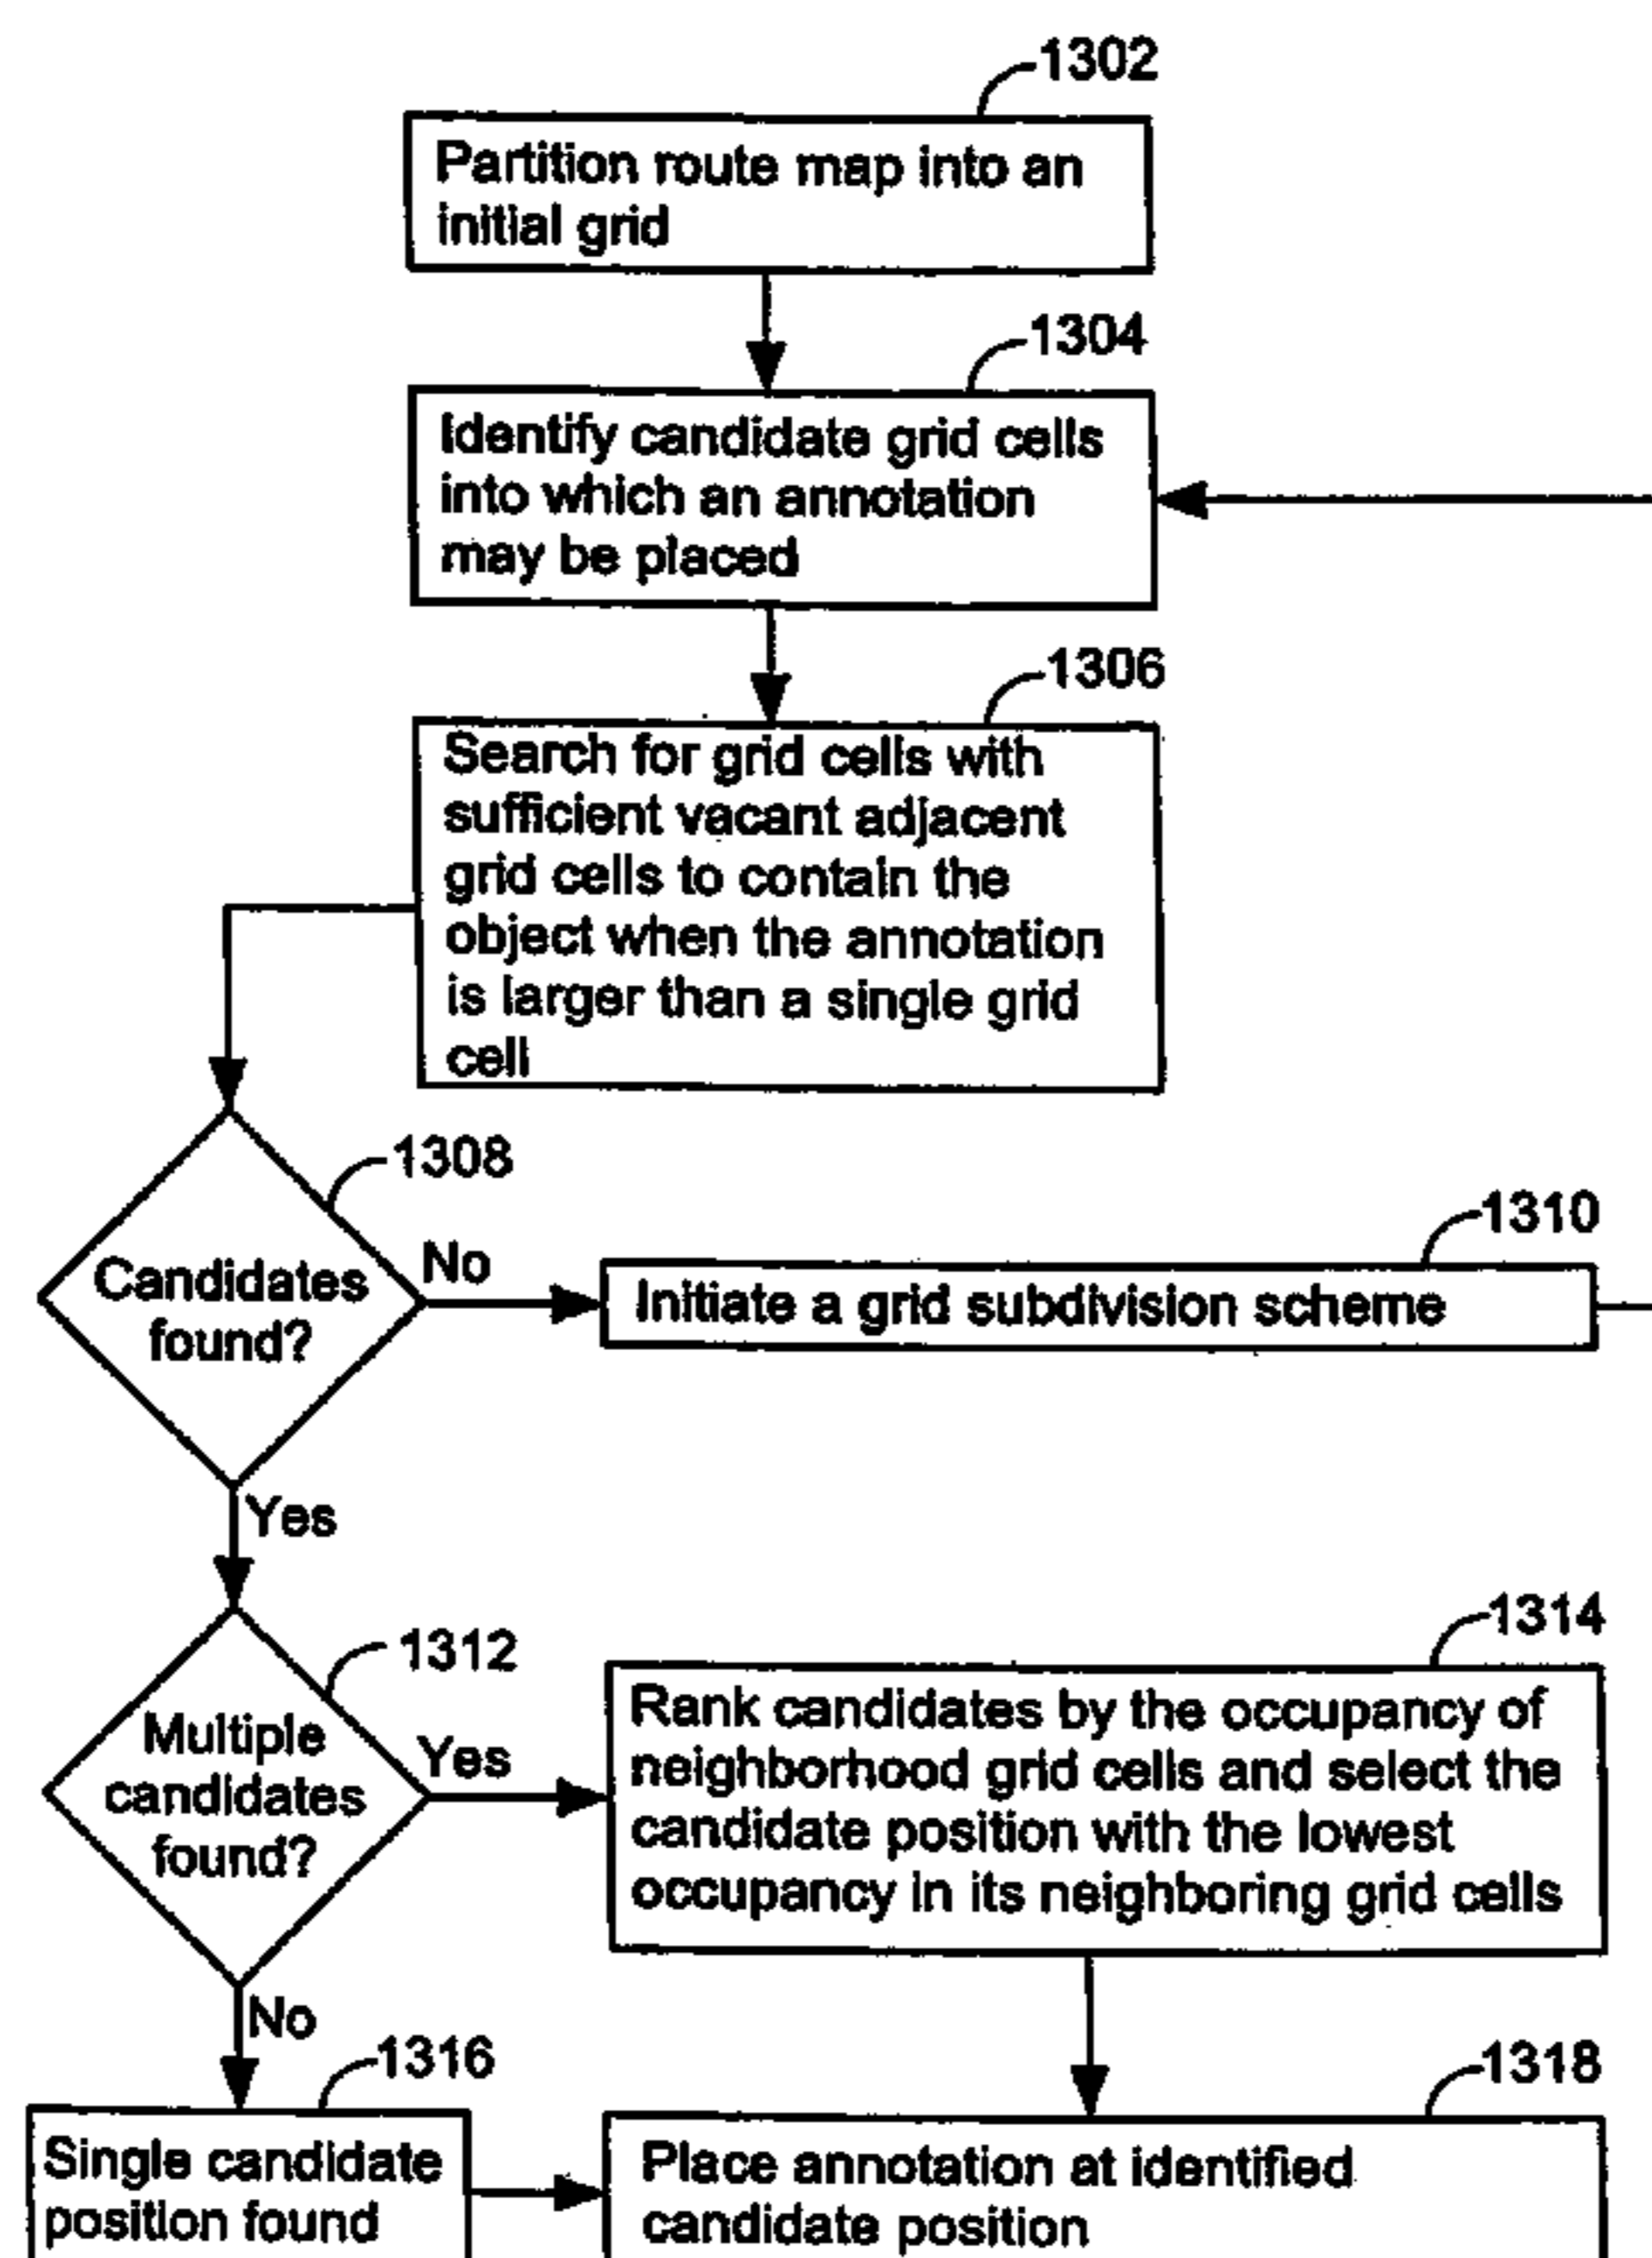 1302
Partition route map into an
initial grid
1304
Identify candidate grid cells
into which an annotation
may be placed
1306
Search for grid cells with
sufficient vacant adjacent
grid cells to contain the
object when the annotation
is larger than a single grid
cell
1308
Candidates
found?
No
1310
Initiate a grid subdivision scheme
Yes
1312
Multiple
candidates
found?
Yes
1314
Rank candidates by the occupancy of
neighborhood grid cells and select the
candidate position with the lowest
occupancy in its neighboring grid cells
No
1316
Single candidate
position found
1318
Place annotation at identified
candidate position